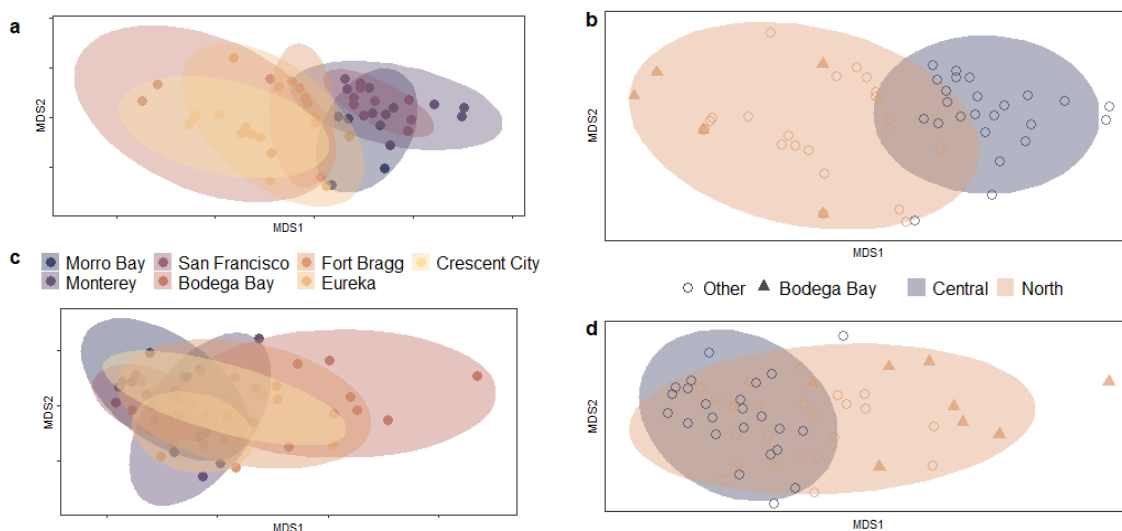 a
MDS2
MDS1
b
MDS2
MDS1
Morro Bay San Francisco Fort Bragg Crescent City
Monterey Bodega Bay Eureka
Other Bodega Bay Central North
c
MDS2
MDS1
d
MDS2
MDS1